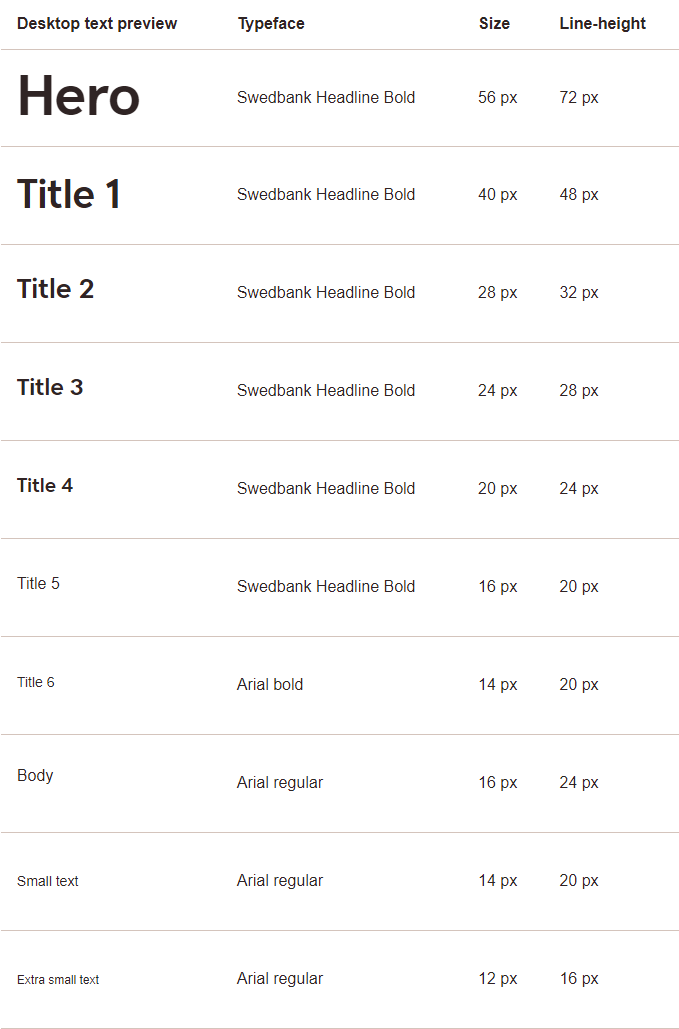 Desktop text preview Typeface Size Line-height
Hero Swedbank Headline Bold 56 px 72 px
Title 1 Swedbank Headline Bold 40 px 48 px
Title 2 Swedbank Headline Bold 28 px 32 px
Title 3 Swedbank Headline Bold 24 px 28 px
Title 4 Swedbank Headline Bold 20 px 24 px
Title 5 Swedbank Headline Bold 16 px 20 px
Title 6 Arial bold 14 px 20 px
Body Arial regular 16 px 24 px
Small text Arial regular 14 px 20 px
Extra small text Arial regular 12 px 16 px